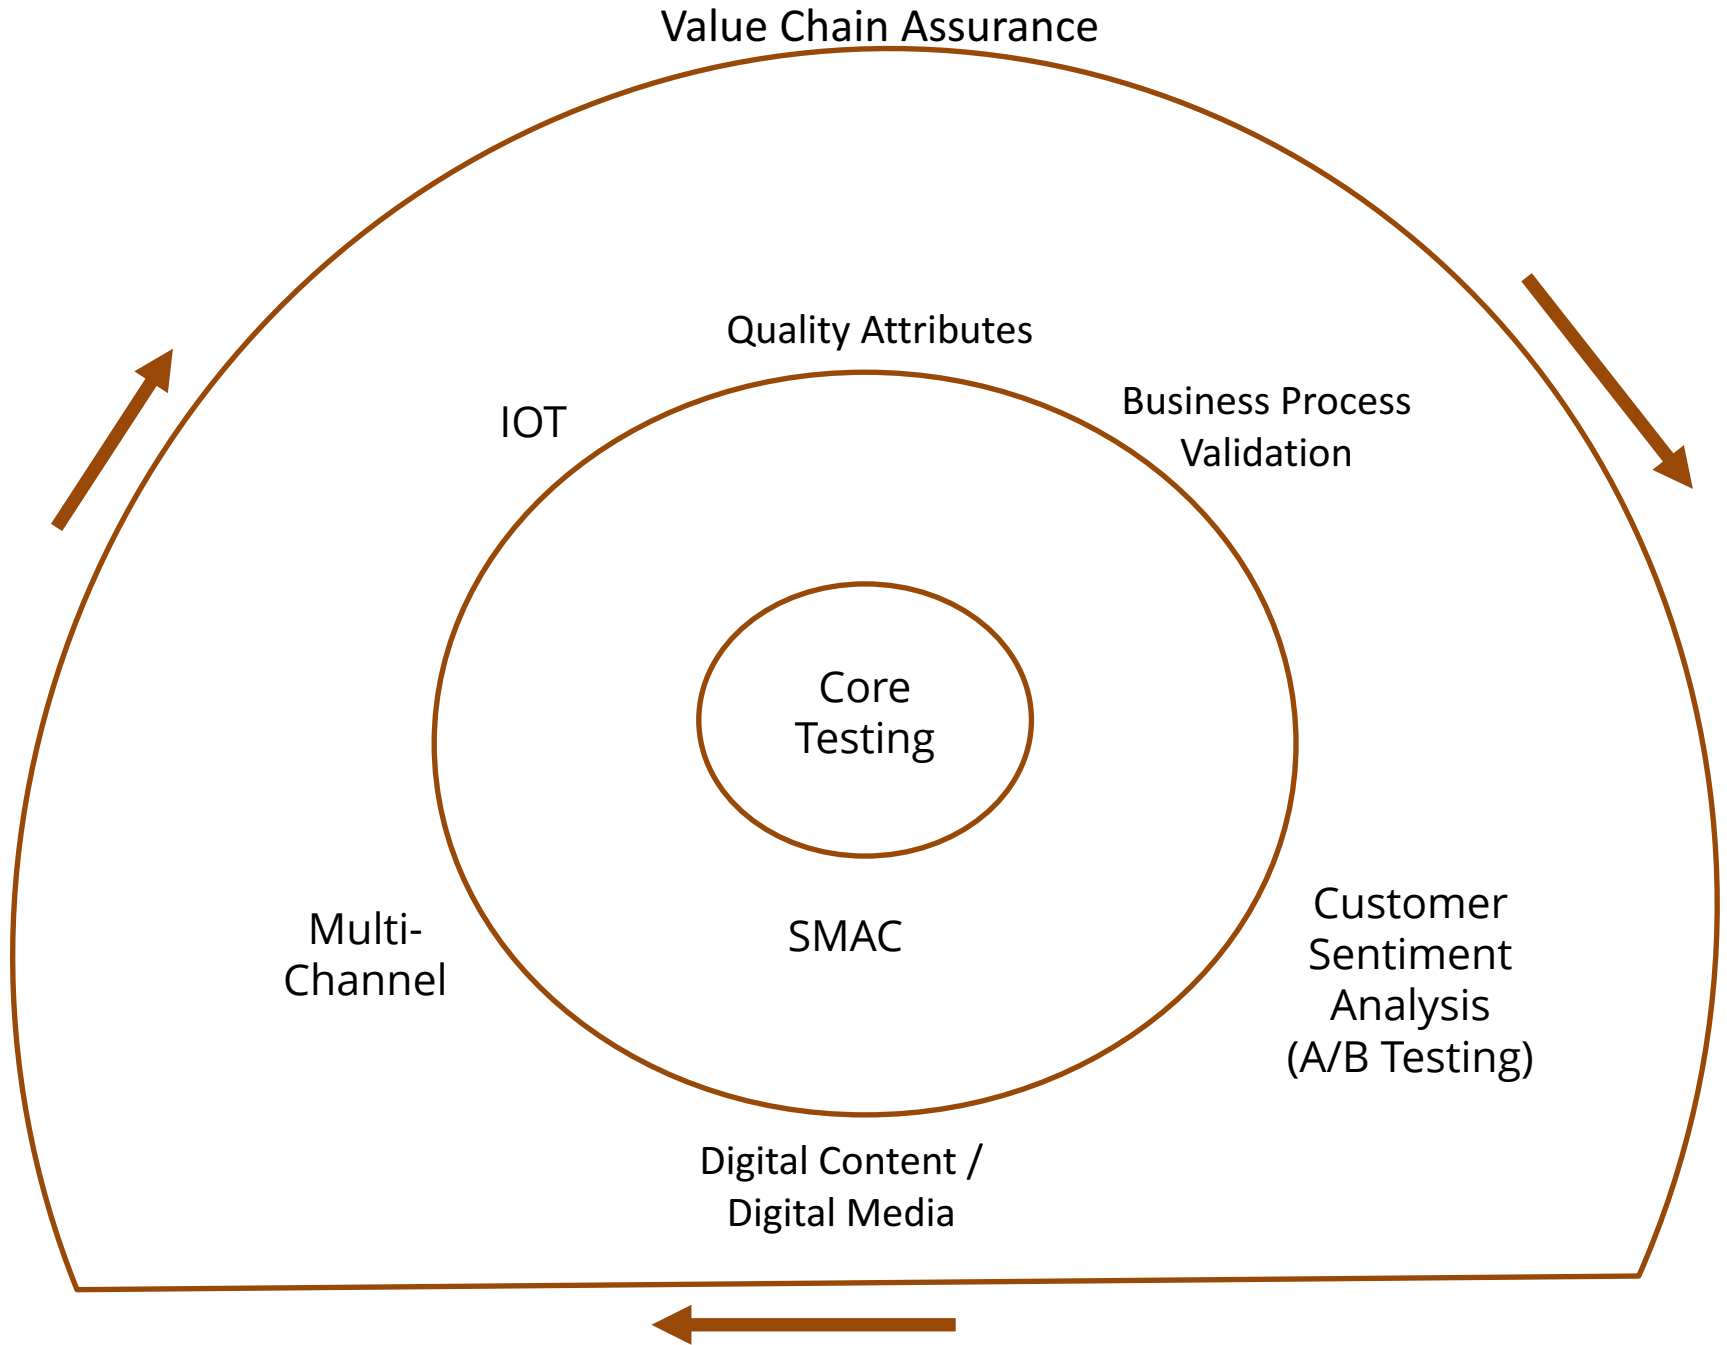 Value Chain Assurance
Quality Attributes
IOT
Business Process
Validation
Core
Testing
Multi-
Channel
SMAC
Customer
Sentiment
Analysis
(A/B Testing)
Digital Content /
Digital Media